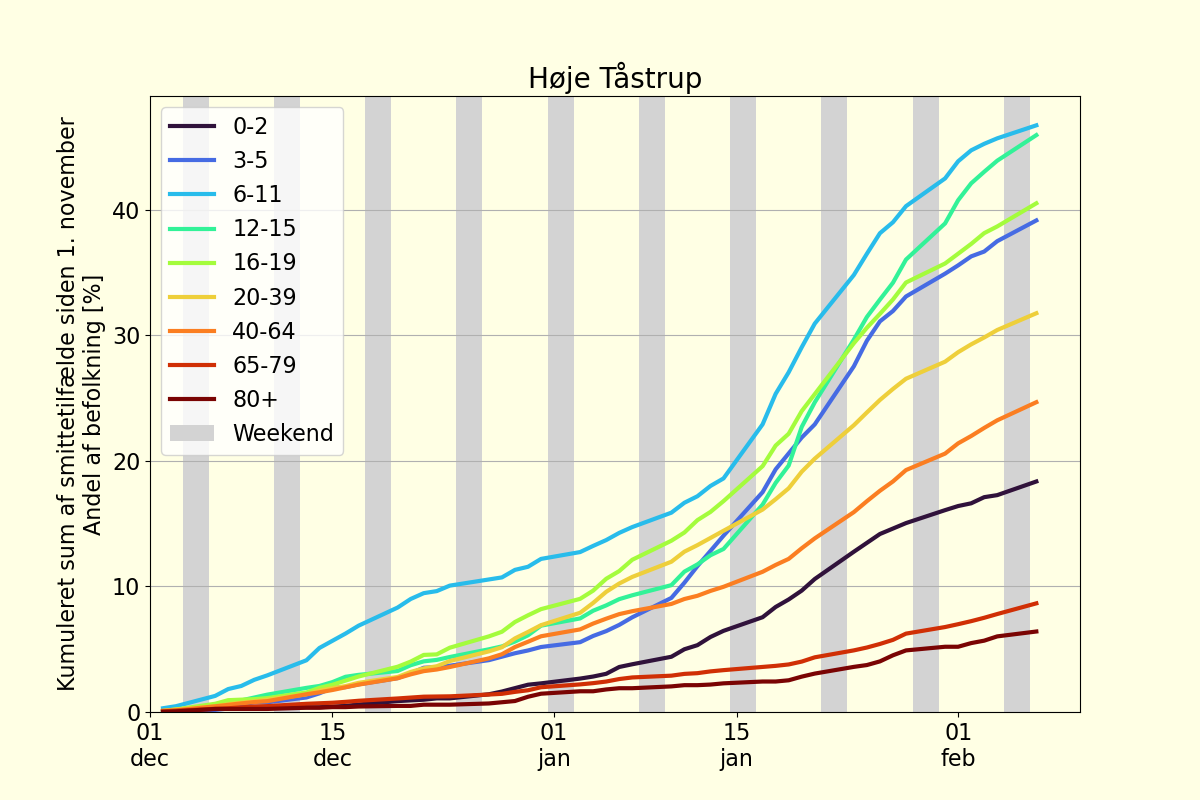 Høje Tåstrup
Kumuleret sum af smittetilfælde siden 1. november
Andel af befolkning [%]
40
30
20
10
0
0-2
3-5
6-11
12-15
16-19
20-39
40-64
65-79
80+
Weekend
01 15 01 15 01
dec dec jan jan feb